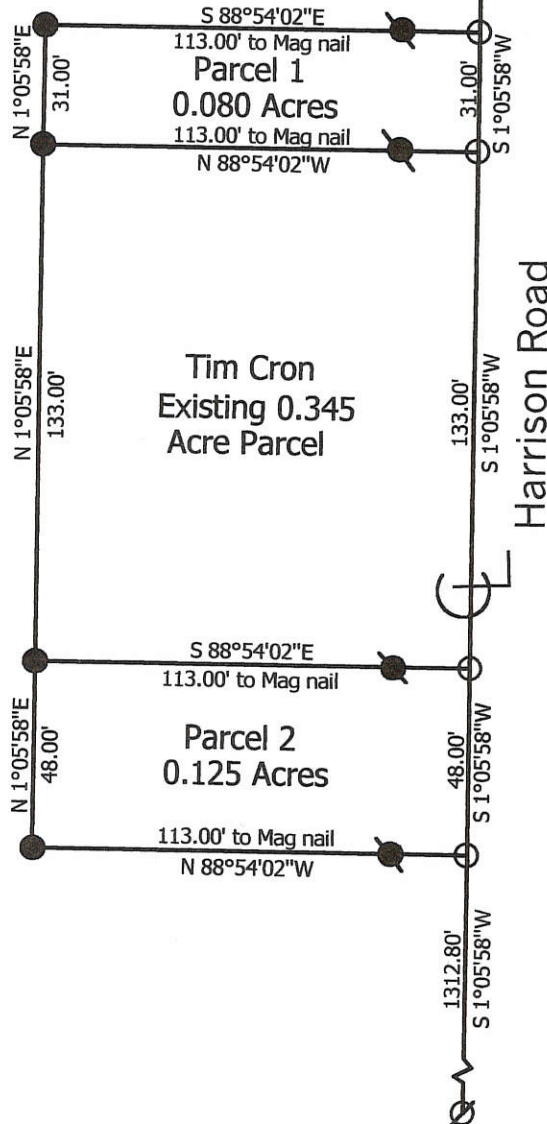 S 88°54'02"E
113.00' to Mag nail
N 1°05'58"E
31.00'
Parcel 1
0.080 Acres
31.00'
S 1°05'58"W
113.00' to Mag nail
N 88°54'02"W
N 1°05'58"E
133.00'
Tim Cron
Existing 0.345
Acre Parcel
133.00'
S 1°05'58"W
Harrison Road
S 88°54'02"E
113.00' to Mag nail
N 1°05'58"E
48.00'
Parcel 2
0.125 Acres
48.00'
S 1°05'58"W
113.00' to Mag nail
N 88°54'02"W
1312.80'
S 1°05'58"W